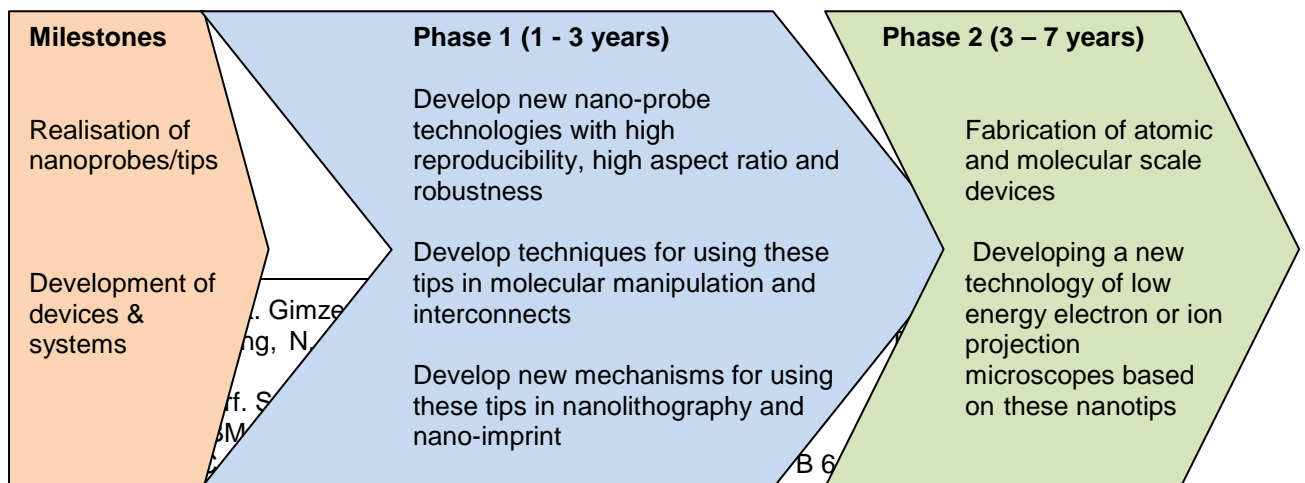 Milestones
Realisation of
nanoprobes/tips
Development of
devices &
systems
Phase 1 (1 - 3 years)
Develop new nano-probe
technologies with high
reproducibility, high aspect ratio and
robustness
Develop techniques for using these
tips in molecular manipulation and
interconnects
Develop new mechanisms for using
these tips in nanolithography and
nano-imprint
Phase 2 (3 – 7 years)
Fabrication of atomic
and molecular scale
devices
Developing a new
technology of low
energy electron or ion
projection
microscopes based
on these nanotips
N.
B 6